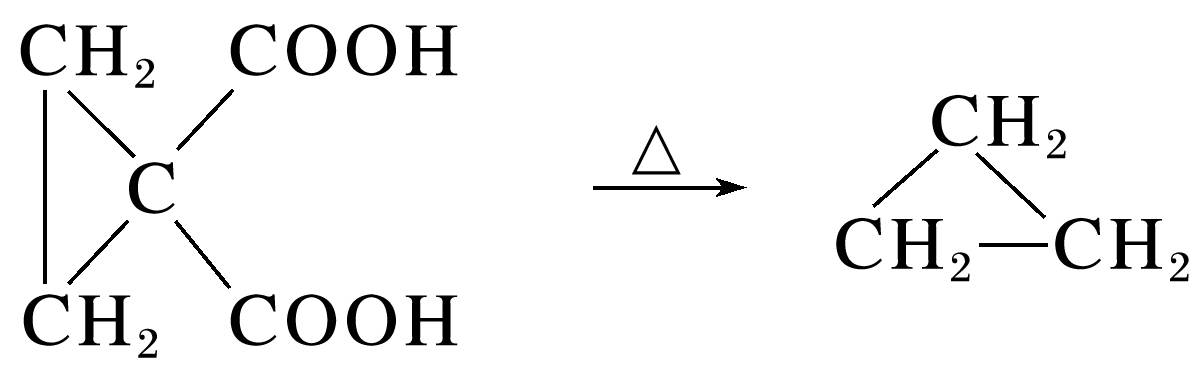 CH₂ COOH
C
CH₂ COOH
△
CH₂
CH₂—CH₂